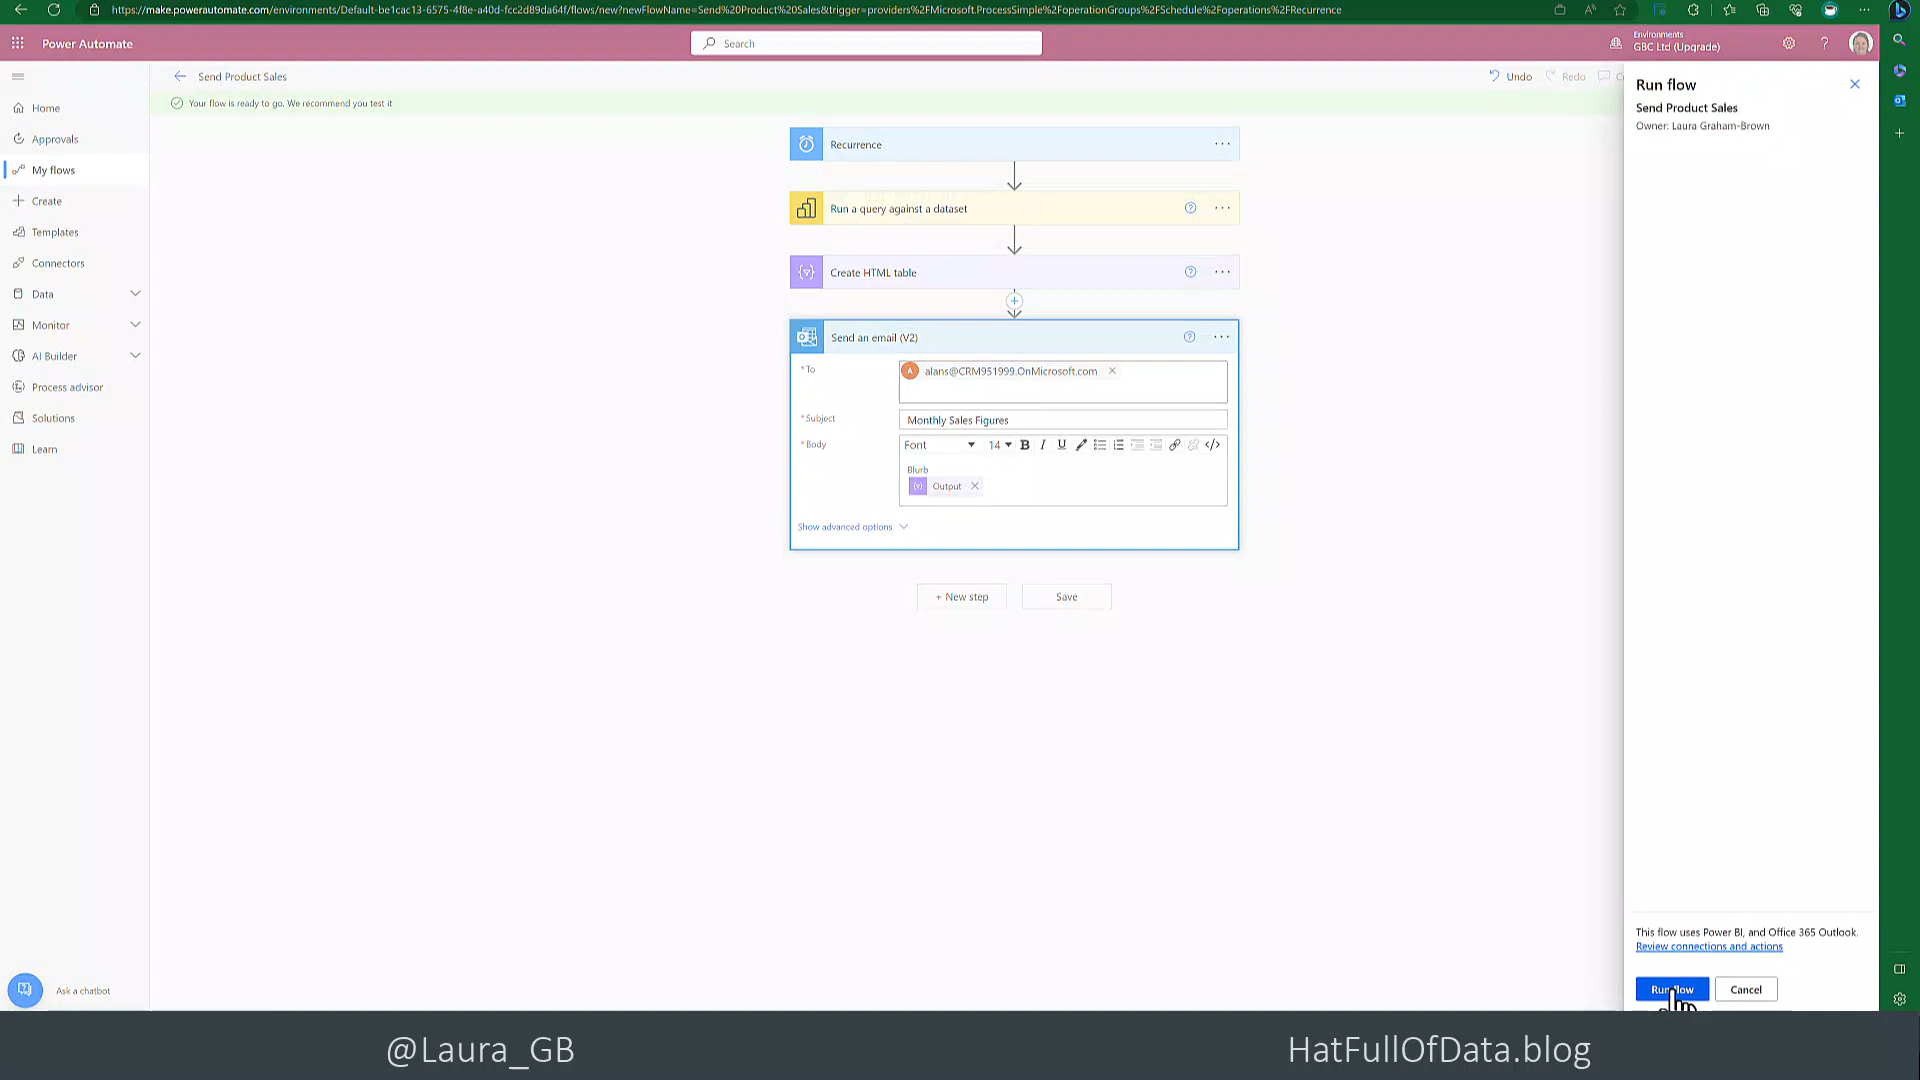 https://make.powerautomate.com/environments/Default-be1cac13-6575-4f8e-a40d-fcc2d89da64f/flows/new?newFlowName=Send%20Product%20Sales&trigger=providers%2FMicrosoft.ProcessSimple%2FoperationGroups%2FSchedule%2Foperations%2FRecurrence
Power Automate
Search
Environments
GBC Ltd (Upgrade)
Send Product Sales
Undo
Redo
Your flow is ready to go. We recommend you test it
Home
Approvals
My flows
Create
Templates
Connectors
Data
Monitor
AI Builder
Process advisor
Solutions
Learn
Ask a chatbot
Recurrence
Run a query against a dataset
Create HTML table
Send an email (V2)
* To
A alans@CRM951999.OnMicrosoft.com
* Subject
Monthly Sales Figures
* Body
Font 14 B I U </>
Blurb
Output
Show advanced options
+ New step
Save
Run flow
Send Product Sales
Owner: Laura Graham-Brown
This flow uses Power BI, and Office 365 Outlook.
Review connections and actions
Run flow
Cancel
@Laura_GB
HatFullOfData.blog